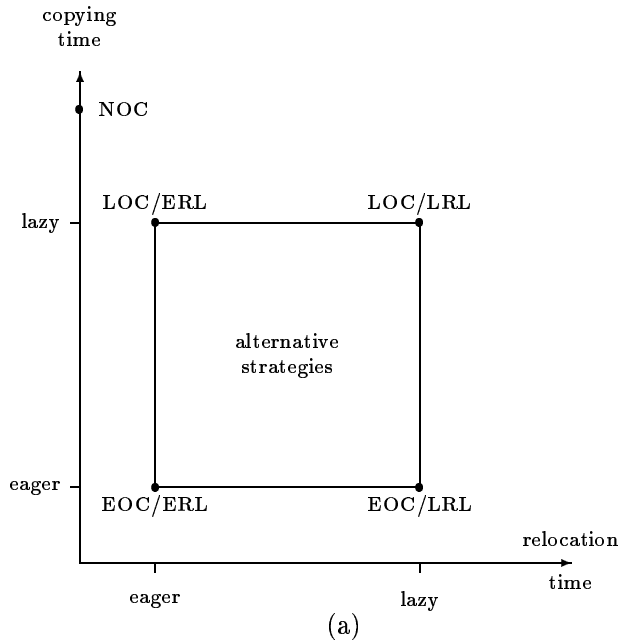 copying
time
NOC
LOC/ERL
LOC/LRL
lazy
alternative
strategies
eager
EOC/ERL
EOC/LRL
relocation
time
eager
lazy
(a)